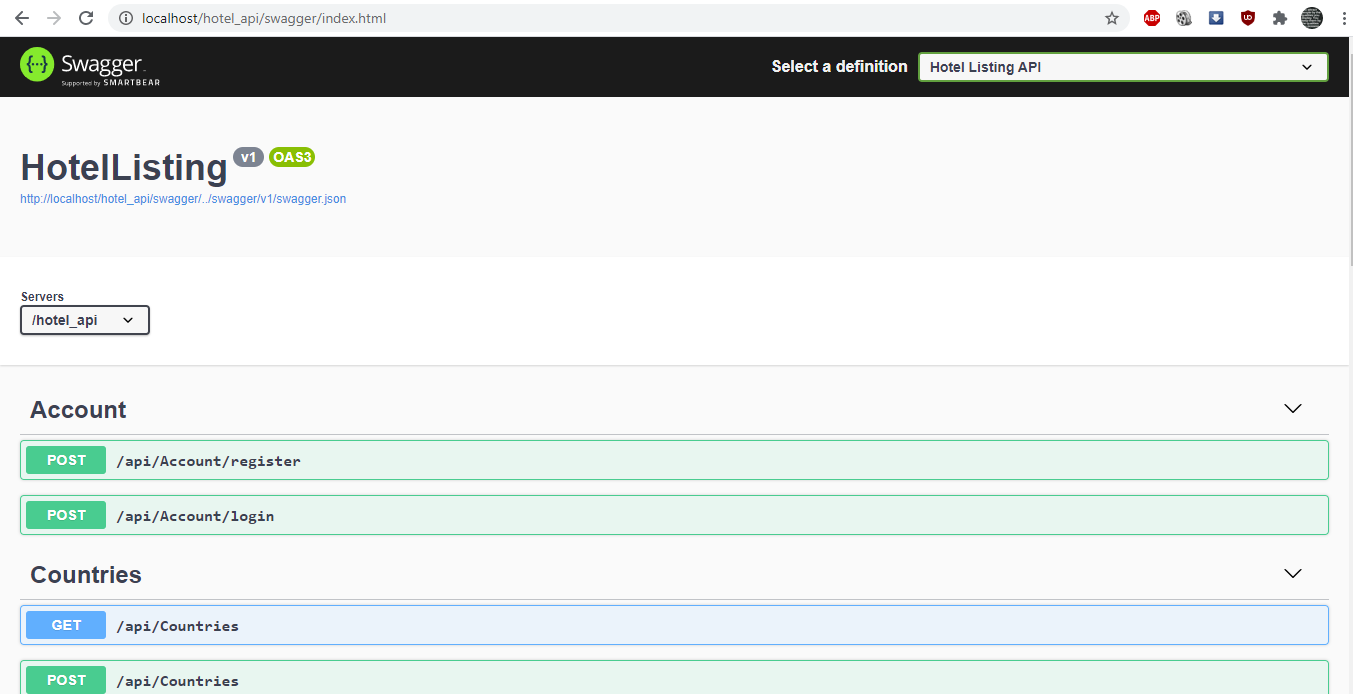 localhost/hotel_api/swagger/index.html
ABP
UD
{···} Swagger
Supported by SMARTBEAR
Select a definition
Hotel Listing API
HotelListing v1 OAS3
http://localhost/hotel_api/swagger/../swagger/v1/swagger.json
Servers
/hotel_api
Account
POST /api/Account/register
POST /api/Account/login
Countries
GET /api/Countries
POST /api/Countries